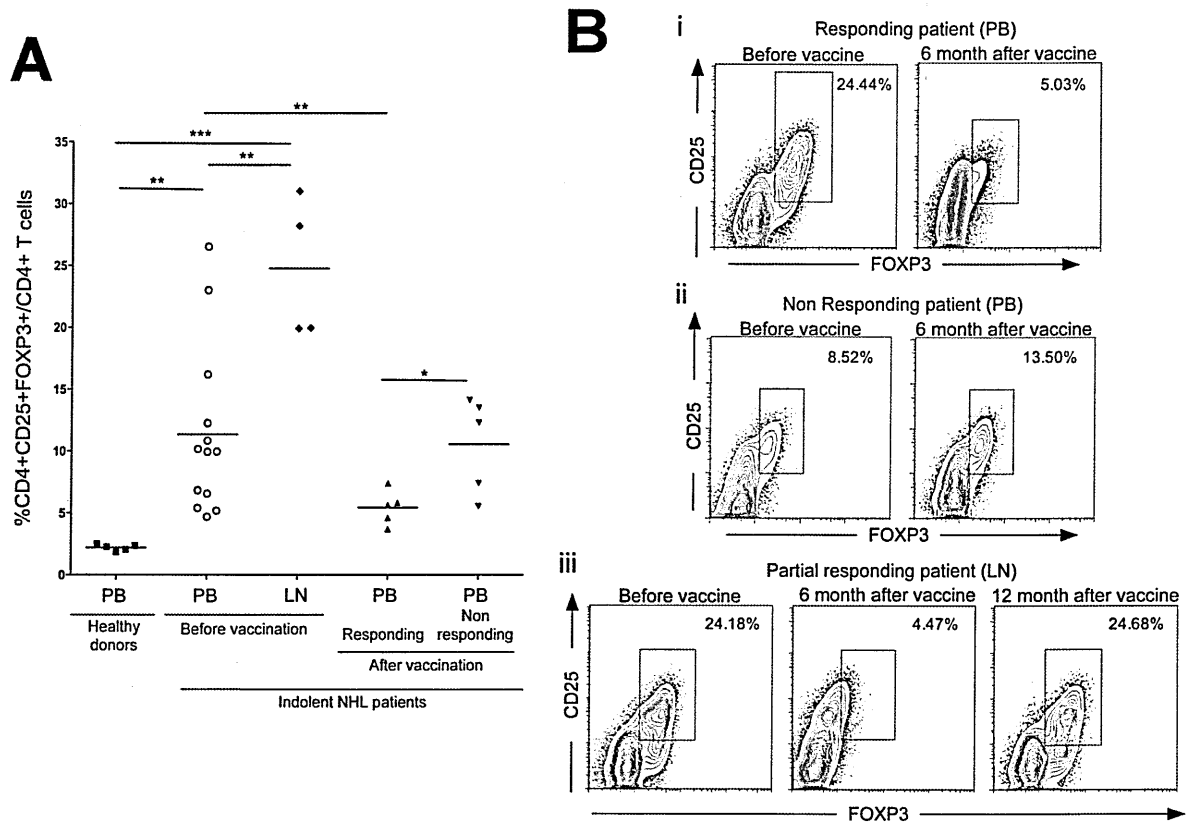 A
**
***
**
**
*
35
30
25
20
15
10
5
0
%CD4+CD25+FOXP3+/CD4+ T cells
PB
PB
LN
PB
PB
Healthy
donors
Before vaccination
Responding
Non
responding
After vaccination
Indolent NHL patients
B
i
Responding patient (PB)
Before vaccine
6 month after vaccine
24.44%
5.03%
CD25
FOXP3
ii
Non Responding patient (PB)
Before vaccine
6 month after vaccine
8.52%
13.50%
CD25
FOXP3
iii
Partial responding patient (LN)
Before vaccine
6 month after vaccine
12 month after vaccine
24.18%
4.47%
24.68%
CD25
FOXP3